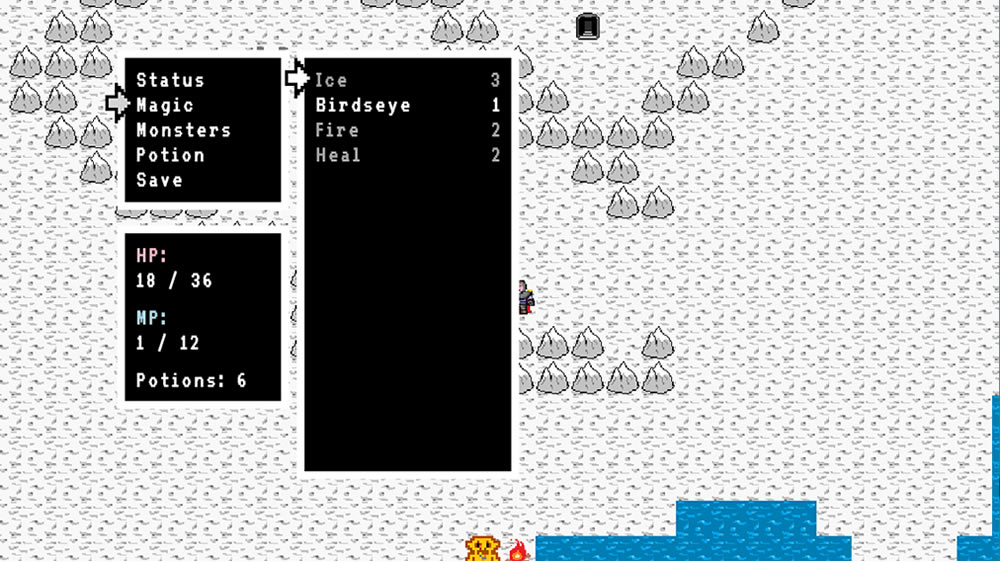 Status
Magic
Monsters
Potion
Save
Ice 3
Birdseye 1
Fire 2
Heal 2
HP:
18 / 36
MP:
1 / 12
Potions: 6